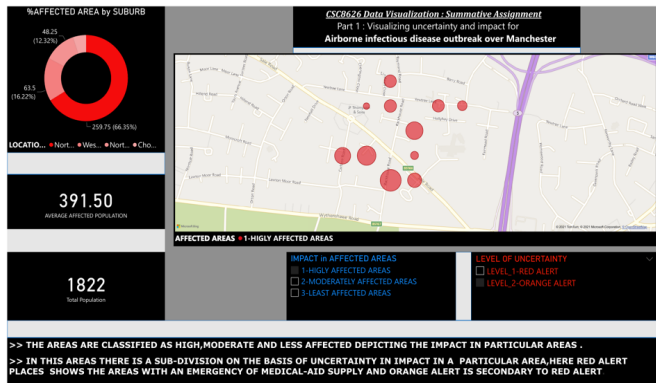 %AFFECTED AREA by SUBURB
48.25
(12.32%)
63.5
(16.22%)
259.75 (66.35%)
LOCATIO... Nort... Wes... Nort... Cho...
CSC8626 Data Visualization : Summative Assignment
Part 1 : Visualizing uncertainty and impact for
Airborne infectious disease outbreak over Manchester
AFFECTED AREAS 1-HIGLY AFFECTED AREAS
391.50
AVERAGE AFFECTED POPULATION
1822
Total Population
IMPACT in AFFECTED AREAS
1-HIGLY AFFECTED AREAS
2-MODERATELY AFFECTED AREAS
3-LEAST AFFECTED AREAS
LEVEL OF UNCERTAINTY
LEVEL_1-RED ALERT
LEVEL_2-ORANGE ALERT
>> THE AREAS ARE CLASSIFIED AS HIGH,MODERATE AND LESS AFFECTED DEPICTING THE IMPACT IN PARTICULAR AREAS .
>> IN THIS AREAS THERE IS A SUB-DIVISION ON THE BASIS OF UNCERTAINTY IN IMPACT IN A PARTICULAR AREA,HERE RED ALERT
PLACES SHOWS THE AREAS WITH AN EMERGENCY OF MEDICAL-AID SUPPLY AND ORANGE ALERT IS SECONDARY TO RED ALERT